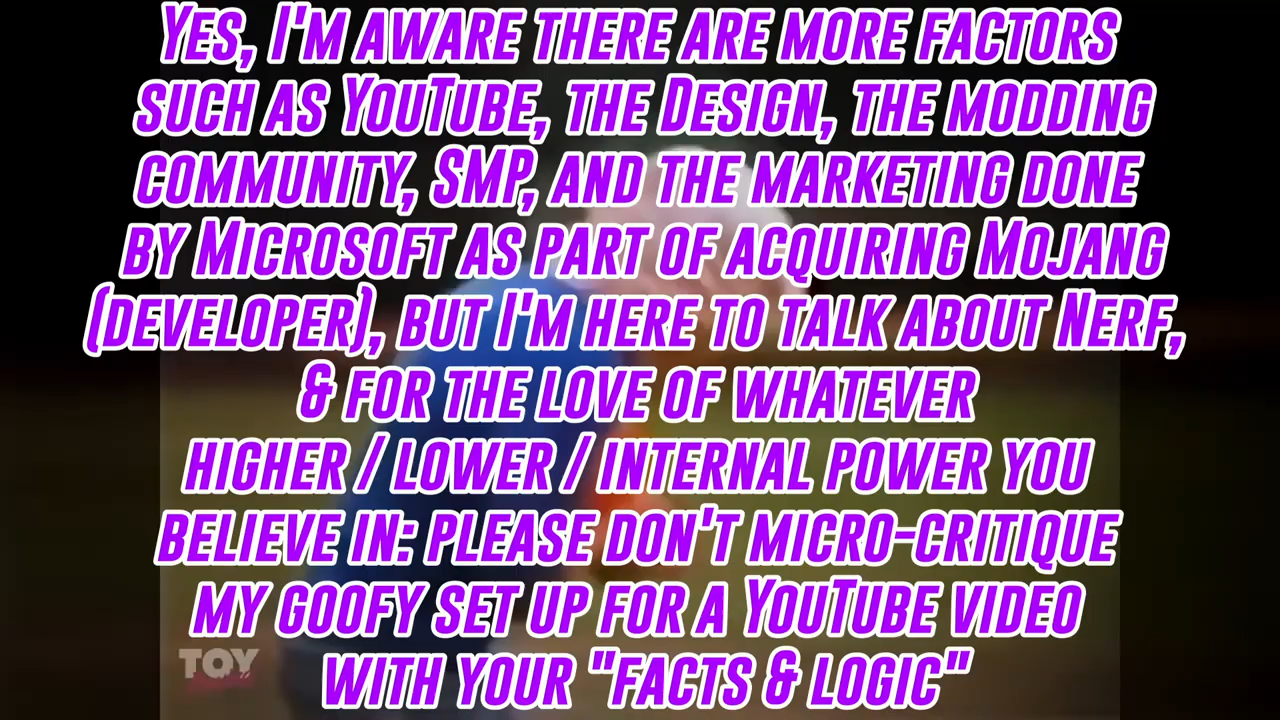 Yes, I'm aware there are more factors
such as YouTube, the Design, the modding
community, SMP, and the marketing done
by Microsoft as part of acquiring Mojang
(developer), but I'm here to talk about Nerf,
& for the love of whatever
higher / lower / internal power you
believe in: please don't micro-critique
my goofy set up for a YouTube video
with your "facts & logic"
TOY